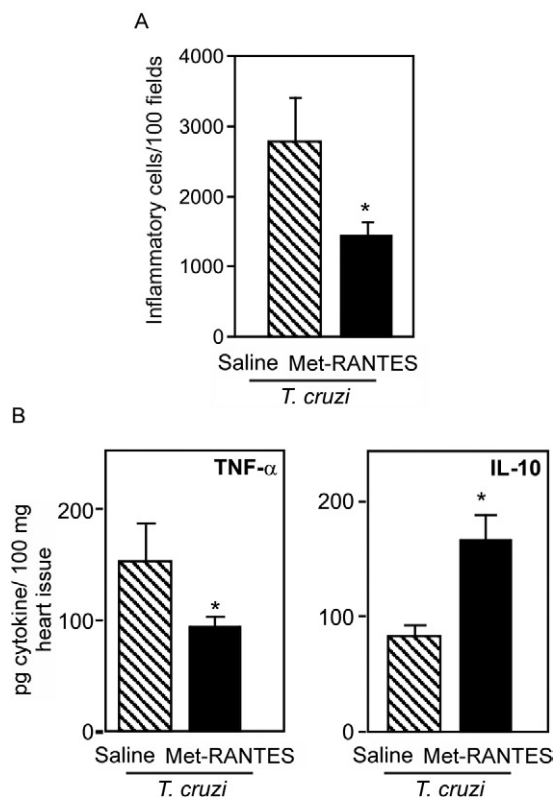 A
Inflammatory cells/100 fields
4000
3000
2000
1000
0
*
Saline Met-RANTES
T. cruzi
B
pg cytokine/ 100 mg
heart issue
TNF-α
200
100
0
*
Saline Met-RANTES
T. cruzi
IL-10
200
100
0
*
Saline Met-RANTES
T. cruzi